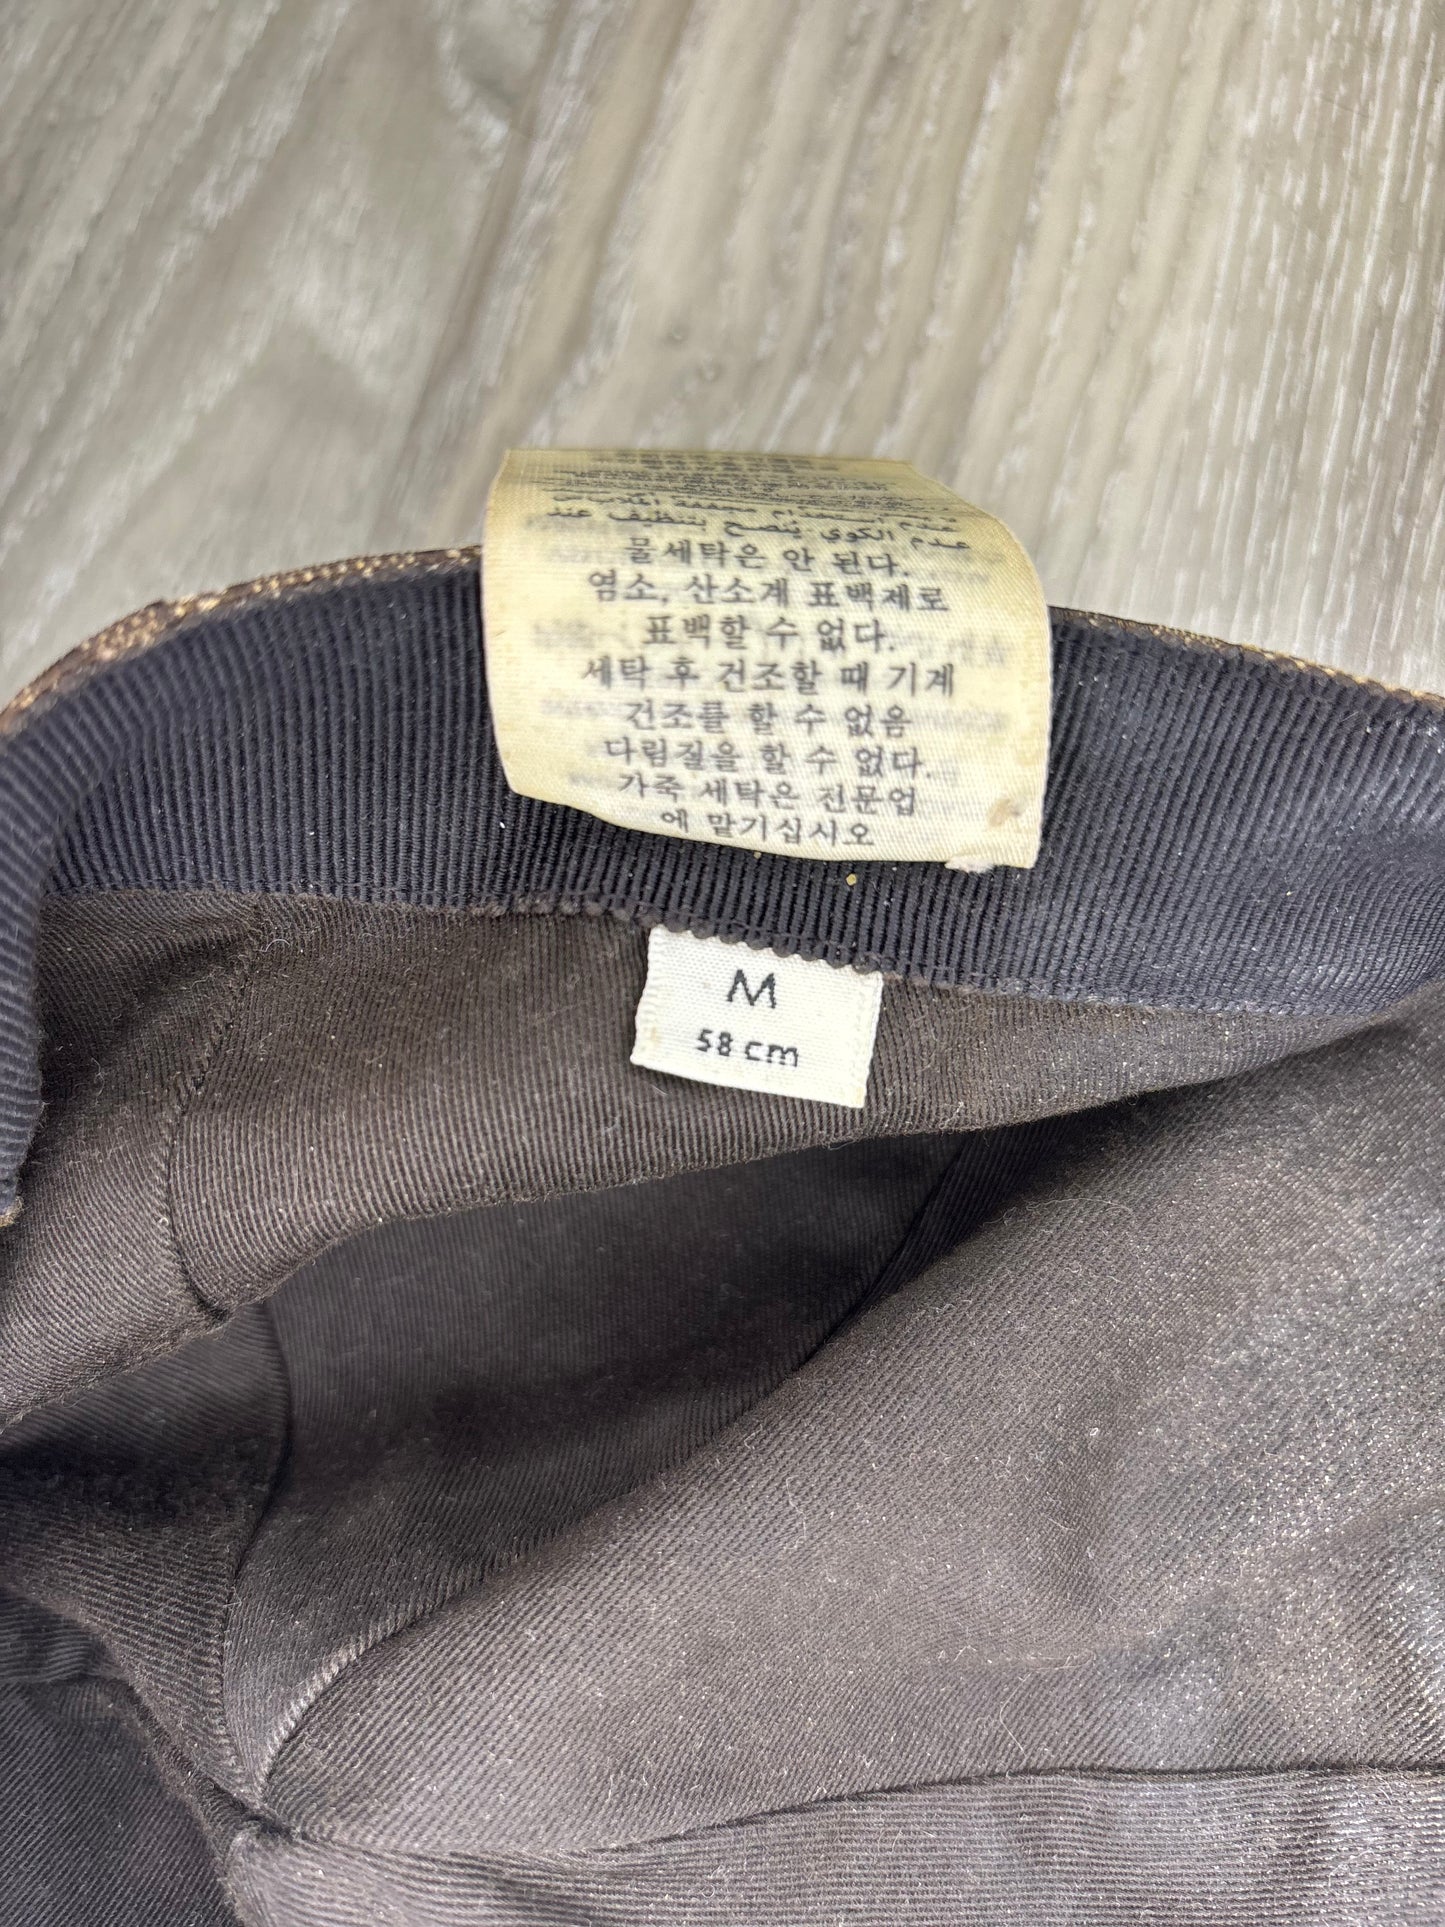 عدم الكوي يُنصح بتنظيف عند
물세탁은 안 된다.
염소, 산소계 표백제로
표백할 수 없다.
세탁 후 건조할 때 기계
건조를 할 수 없음
다림질을 할 수 없다.
가죽 세탁은 전문업
에 맡기십시오
M
58 cm